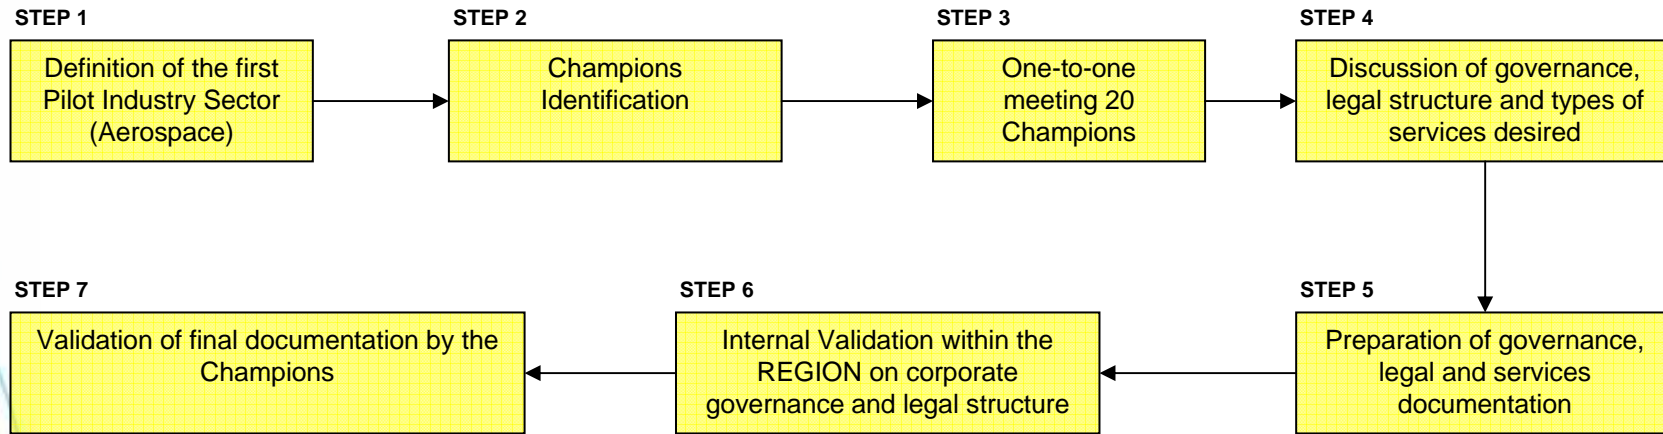 STEP 1
Definition of the first
Pilot Industry Sector
(Aerospace)
STEP 2
Champions
Identification
STEP 3
One-to-one
meeting 20
Champions
STEP 4
Discussion of governance,
legal structure and types of
services desired
STEP 5
Preparation of governance,
legal and services
documentation
STEP 6
Internal Validation within the
REGION on corporate
governance and legal structure
STEP 7
Validation of final documentation by the
Champions